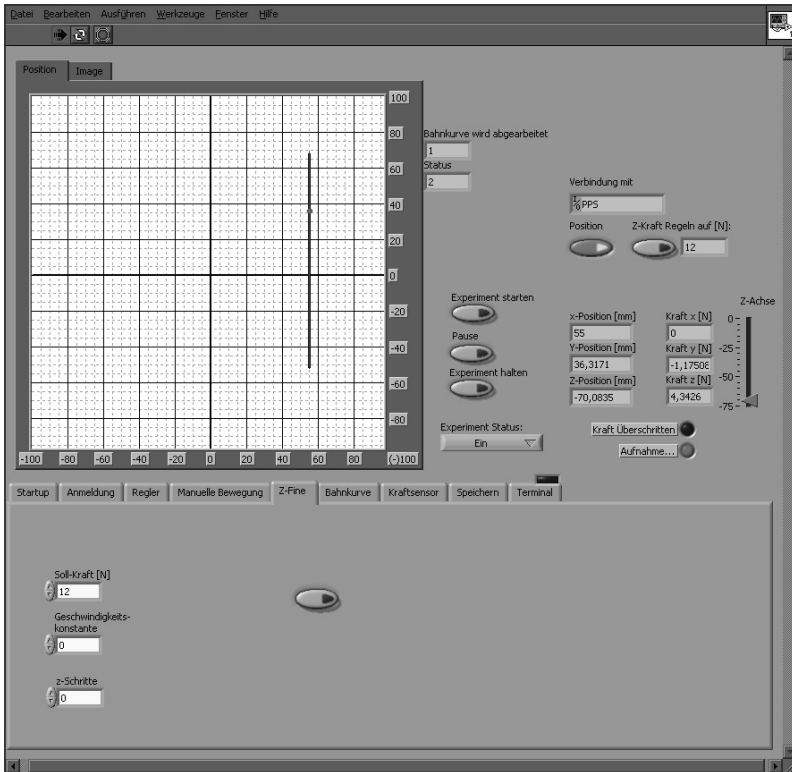 Datei Bearbeiten Ausführen Werkzeuge Fenster Hilfe
Position Image
100
80
60
40
20
0
-20
-40
-60
-80
-100 -80 -60 -40 -20 0 20 40 60 80 (-)100
Bahnkurve wird abgearbeitet
1
Status
2
Verbindung mit
PPS
Position Z-Kraft Regeln auf [N]:
12
Experiment starten
Pause
Experiment halten
Experiment Status:
Ein
x-Position [mm] Kraft x [N]
55 0
Y-Position [mm] Kraft y [N]
36,3171 -1,1750
Z-Position [mm] Kraft z [N]
-70,0835 4,3426
Z-Achse
0-
-25-
-50-
-75-
Kraft Überschritten
Aufnahme...
Startup Anmeldung Regler Manuelle Bewegung Z-Fine Bahnkurve Kraftsensor Speichern Terminal
Soll-Kraft [N]
12
Geschwindigkeits-
konstante
0
z-Schritte
0